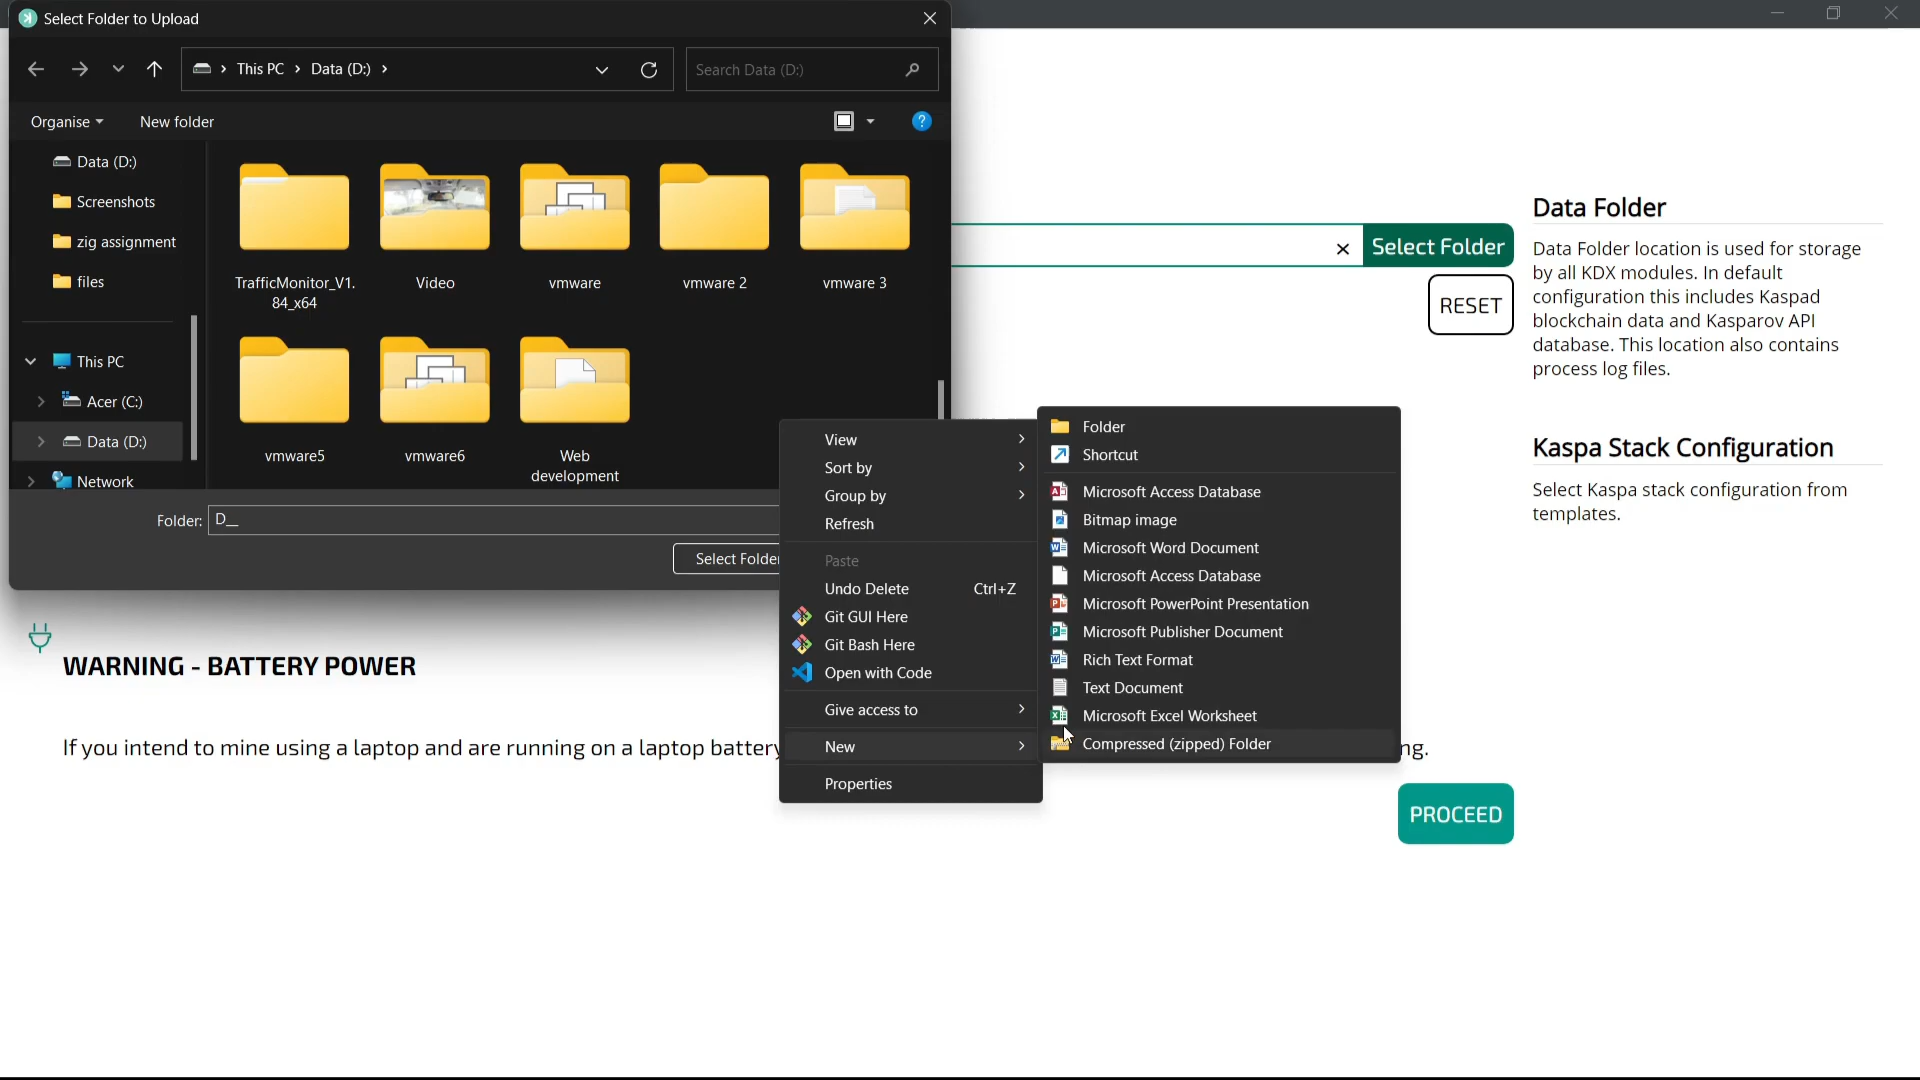 Select Folder to Upload
This PC > Data (D:) >
Search Data (D:)
Organise
New folder
Data (D:)
Screenshots
zig assignment
files
This PC
Acer (C:)
Data (D:)
Network
TrafficMonitor_V1.
84_x64
Video
vmware
vmware 2
vmware 3
vmware5
vmware6
Web
development
Folder:
D__
Select Folde
View
Sort by
Group by
Refresh
Paste
Undo Delete Ctrl+Z
Git GUI Here
Git Bash Here
Open with Code
Give access to
New
Properties
Folder
Shortcut
Microsoft Access Database
Bitmap image
Microsoft Word Document
Microsoft Access Database
Microsoft PowerPoint Presentation
Microsoft Publisher Document
Rich Text Format
Text Document
Microsoft Excel Worksheet
Compressed (zipped) Folder
Select Folder
RESET
Data Folder
Data Folder location is used for storage
by all KDX modules. In default
configuration this includes Kaspad
blockchain data and Kasparov API
database. This location also contains
process log files.
Kaspa Stack Configuration
Select Kaspa stack configuration from
templates.
WARNING - BATTERY POWER
If you intend to mine using a laptop and are running on a laptop battery
ng.
PROCEED